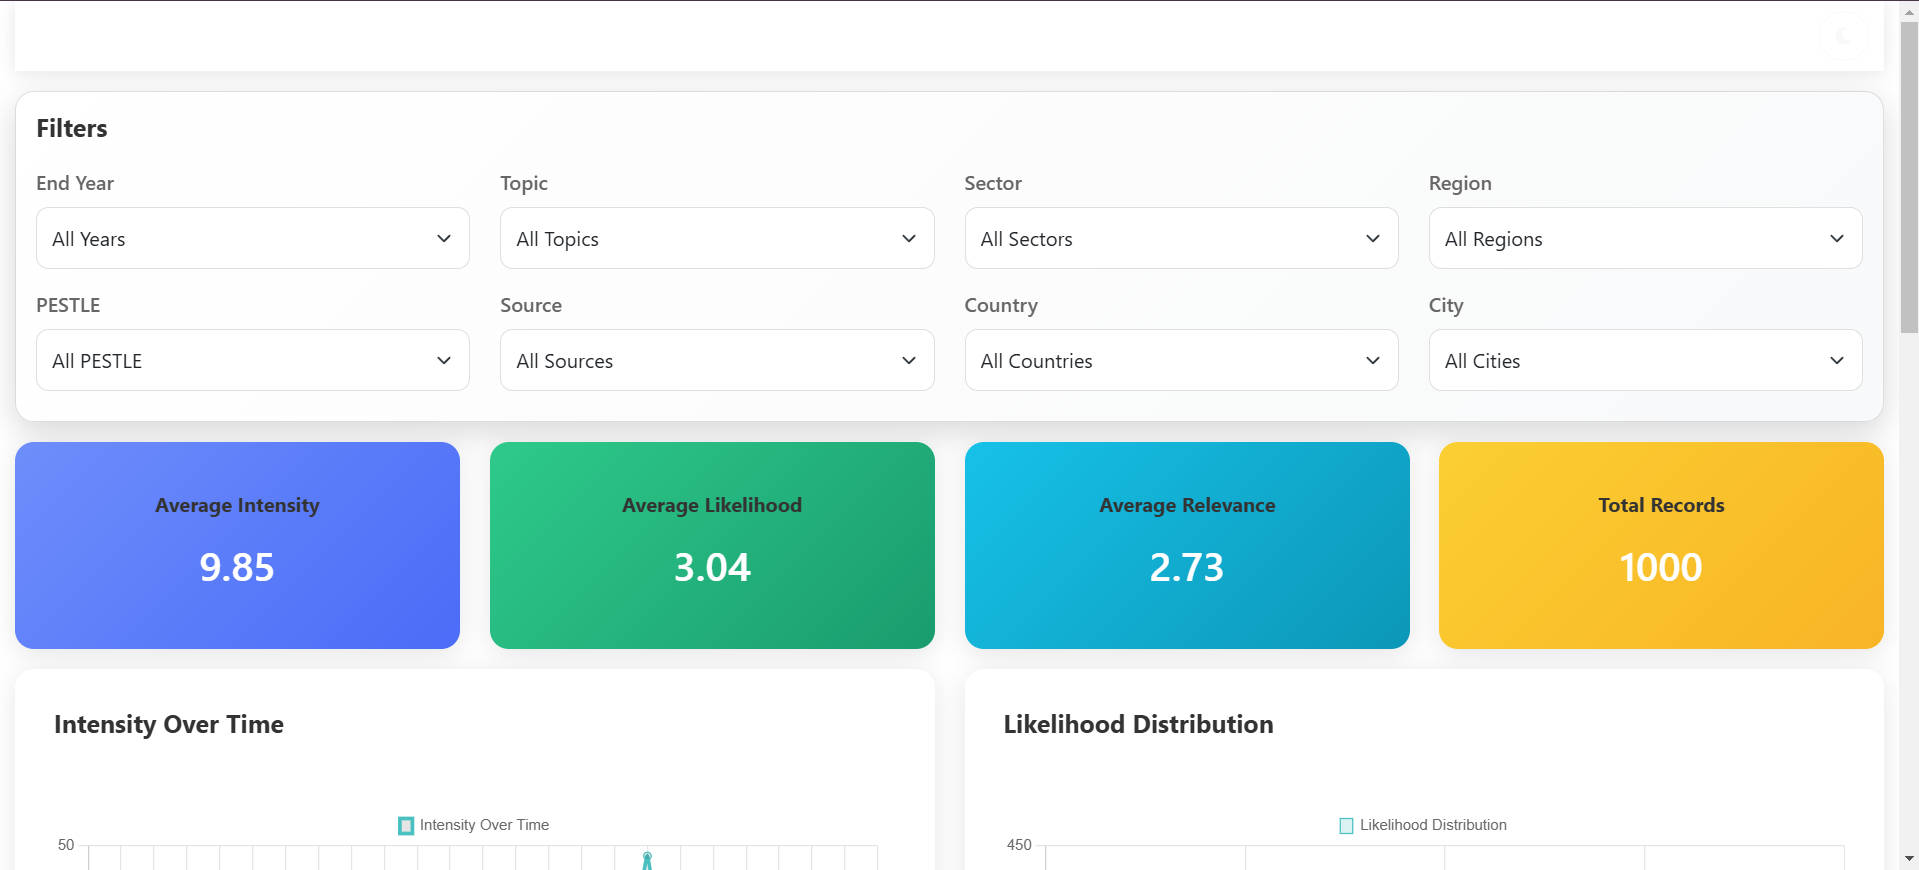 Filters
End Year Topic Sector Region
All Years All Topics All Sectors All Regions
PESTLE Source Country City
All PESTLE All Sources All Countries All Cities
Average Intensity Average Likelihood Average Relevance Total Records
9.85 3.04 2.73 1000
Intensity Over Time Likelihood Distribution
Intensity Over Time Likelihood Distribution
50 450